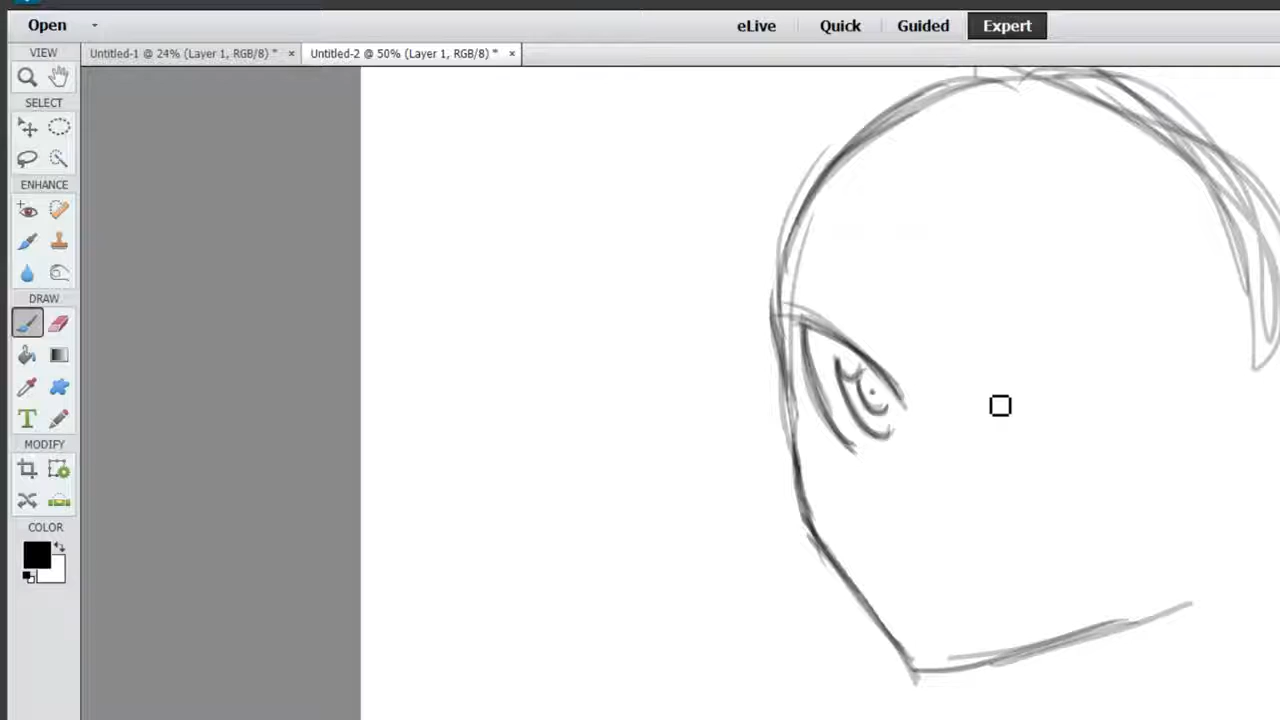 Open eLive Quick Guided Expert
VIEW Untitled-1 @ 24% (Layer 1, RGB/8) * × Untitled-2 @ 50% (Layer 1, RGB/8) * ×
SELECT
ENHANCE
DRAW
T
MODIFY
COLOR